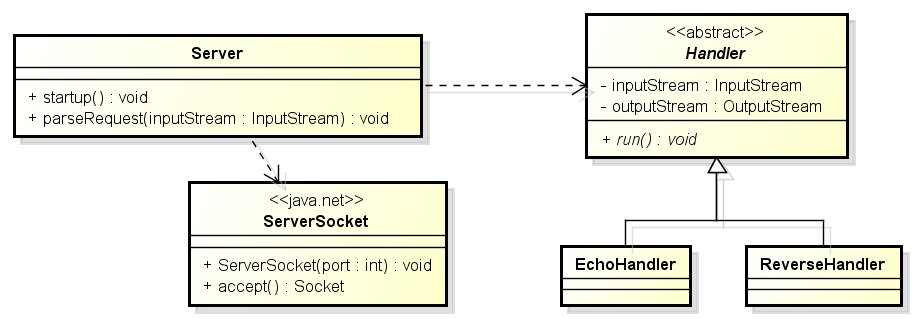 Server
+ startup() : void
+ parseRequest(inputStream : InputStream) : void
<<abstract>>
Handler
- inputStream : InputStream
- outputStream : OutputStream
+ run() : void
<<java.net>>
ServerSocket
+ ServerSocket(port : int) : void
+ accept() : Socket
EchoHandler
ReverseHandler